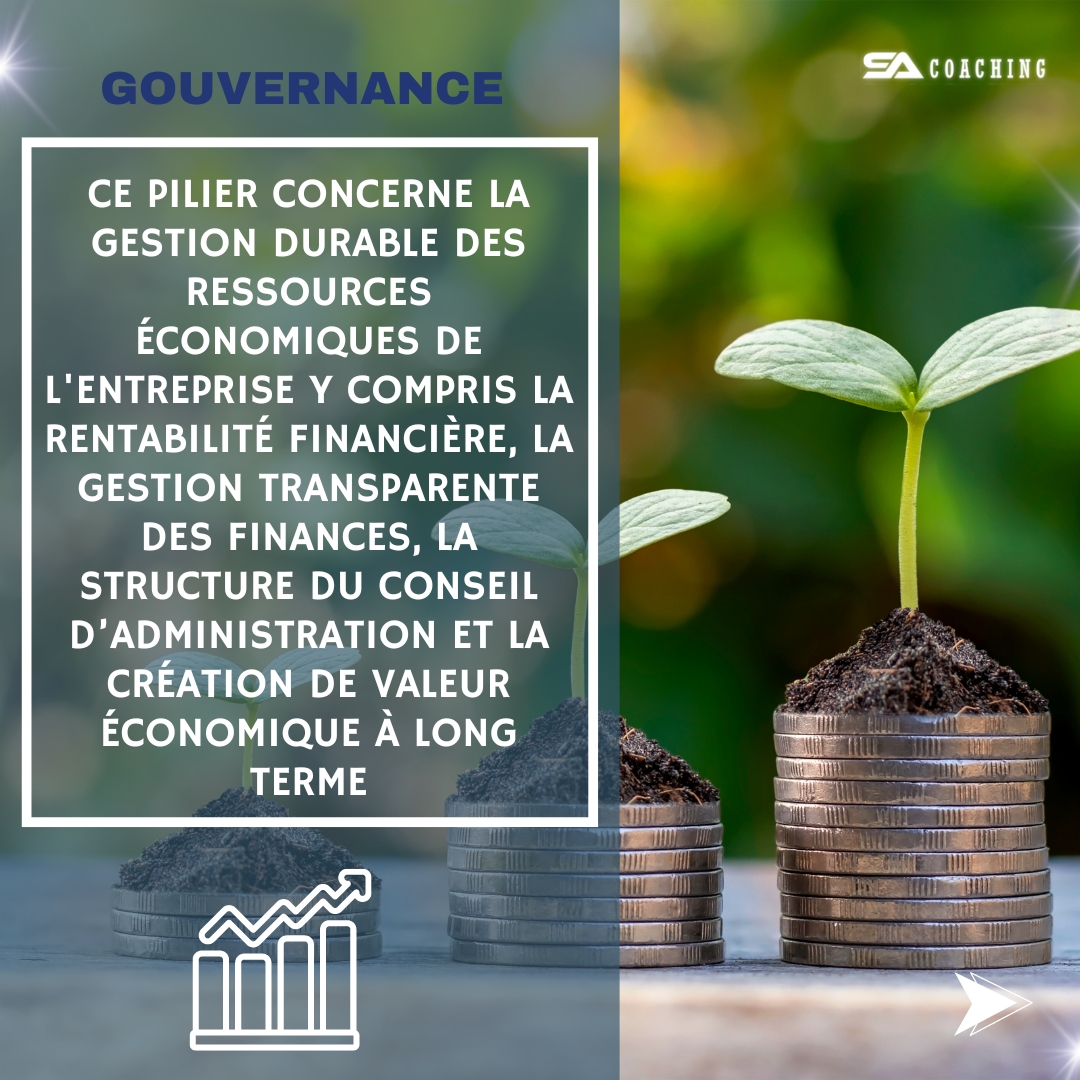 GOUVERNANCE
SA COACHING
CE PILIER CONCERNE LA
GESTION DURABLE DES
RESSOURCES
ÉCONOMIQUES DE
L'ENTREPRISE Y COMPRIS LA
RENTABILITÉ FINANCIÈRE, LA
GESTION TRANSPARENTE
DES FINANCES, LA
STRUCTURE DU CONSEIL
D’ADMINISTRATION ET LA
CRÉATION DE VALEUR
ÉCONOMIQUE À LONG
TERME